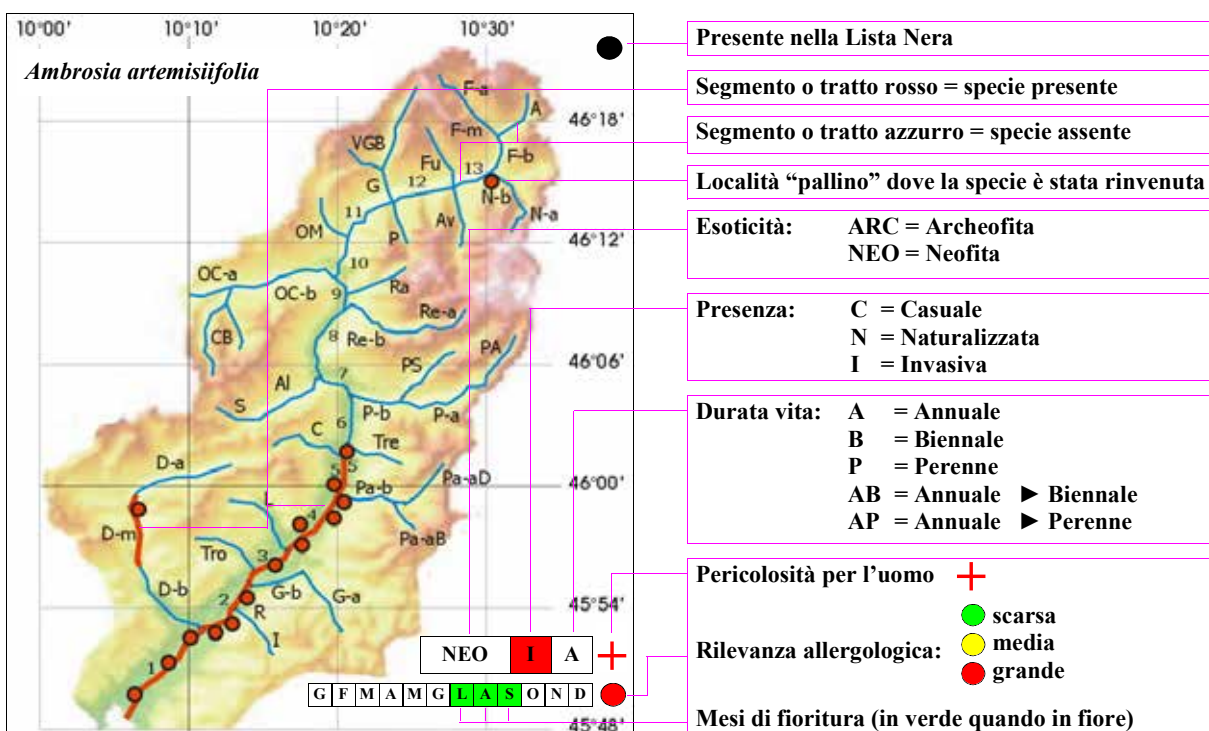 10°00' 10°10' 10°20' 10°30'
Ambrosia artemisiifolia
46°18'
46°12'
46°06'
46°00'
45°54'
45°48'
F-a
A
F-m
VGB
Fu
F-b
13
12
G
N-b
11
Av
N-a
OM
P
10
OC-a
Ra
OC-b
9
Re-a
CB
8
Re-b
PA
PS
7
Al
S
P-b
P-a
6
C
Tre
D-a
5
5
Pa-b
Pa-aD
L
4
D-m
Pa-aB
Tro
3
D-b
G-b
G-a
2
R
I
1
NEO I A
G F M A M G L A S O N D
Presente nella Lista Nera
Segmento o tratto rosso = specie presente
Segmento o tratto azzurro = specie assente
Località “pallino” dove la specie è stata rinvenuta
Esoticità: ARC = Archeofita
NEO = Neofita
Presenza: C = Casuale
N = Naturalizzata
I = Invasiva
Durata vita: A = Annuale
B = Biennale
P = Perenne
AB = Annuale ► Biennale
AP = Annuale ► Perenne
Pericolosità per l’uomo
scarsa
media
Rilevanza allergologica:
grande
Mesi di fioritura (in verde quando in fiore)